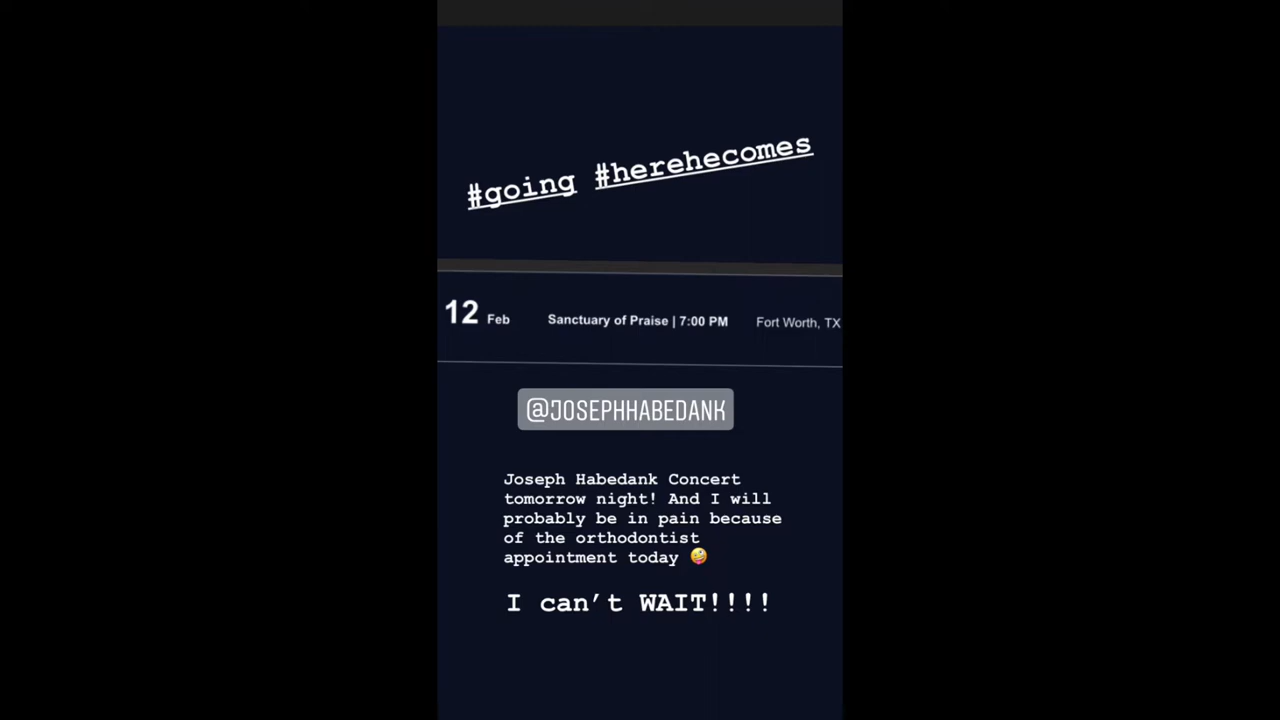 #going #herehecomes
12 Feb Sanctuary of Praise | 7:00 PM Fort Worth, TX
@JOSEPHHABEDANK
Joseph Habedank Concert
tomorrow night! And I will
probably be in pain because
of the orthodontist
appointment today 🤪
I can’t WAIT!!!!